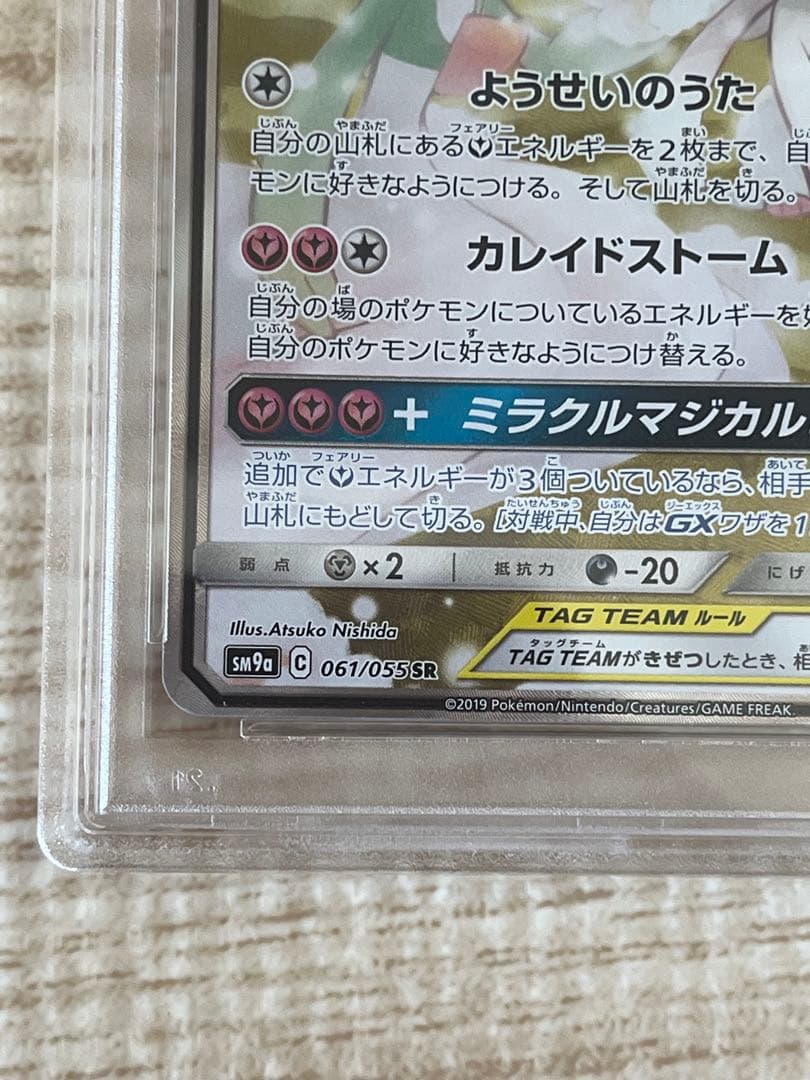 ようせいのうた
自分の山札にあるエネルギーを2枚まで、自
モンに好きなようにつける。そして山札を切る。
カレイドストーム
自分の場のポケモンについているエネルギーを好
自分のポケモンに好きなようにつけ替える。
+ ミラクルマジカル
追加でエネルギーが3個ついているなら、相手
山札にもどして切る。[対戦中、自分はGXワザを1
弱点 ×2 抵抗力 -20 にげ
Illus.Atsuko Nishida
TAG TEAM ルール
SM9a C 061/055 SR
TAG TEAMがきぜつしたとき、相
©2019 Pokémon/Nintendo/Creatures/GAME FREAK.